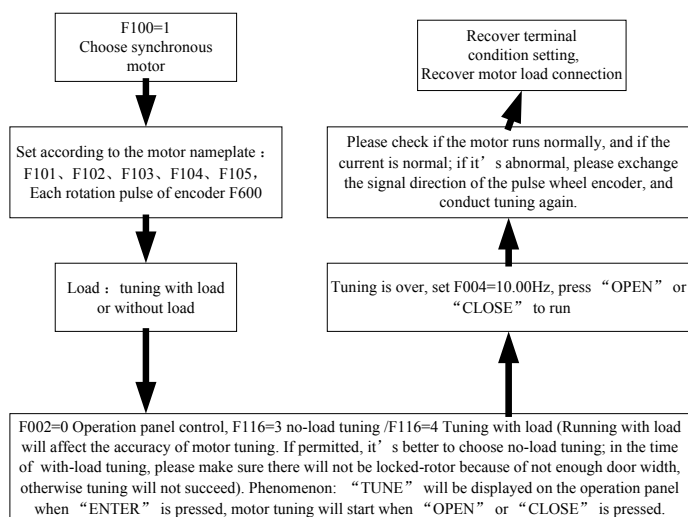 F100=1
Choose synchronous
motor
Set according to the motor nameplate：
F101、F102、F103、F104、F105，
Each rotation pulse of encoder F600
Load：tuning with load
or without load
F002=0 Operation panel control, F116=3 no-load tuning /F116=4 Tuning with load (Running with load
will affect the accuracy of motor tuning. If permitted, it’s better to choose no-load tuning; in the time
of with-load tuning, please make sure there will not be locked-rotor because of not enough door width,
otherwise tuning will not succeed). Phenomenon: “TUNE” will be displayed on the operation panel
when “ENTER” is pressed, motor tuning will start when “OPEN” or “CLOSE” is pressed.
Tuning is over, set F004=10.00Hz, press “OPEN” or
“CLOSE” to run
Please check if the motor runs normally, and if the
current is normal; if it’s abnormal, please exchange
the signal direction of the pulse wheel encoder, and
conduct tuning again.
Recover terminal
condition setting,
Recover motor load connection